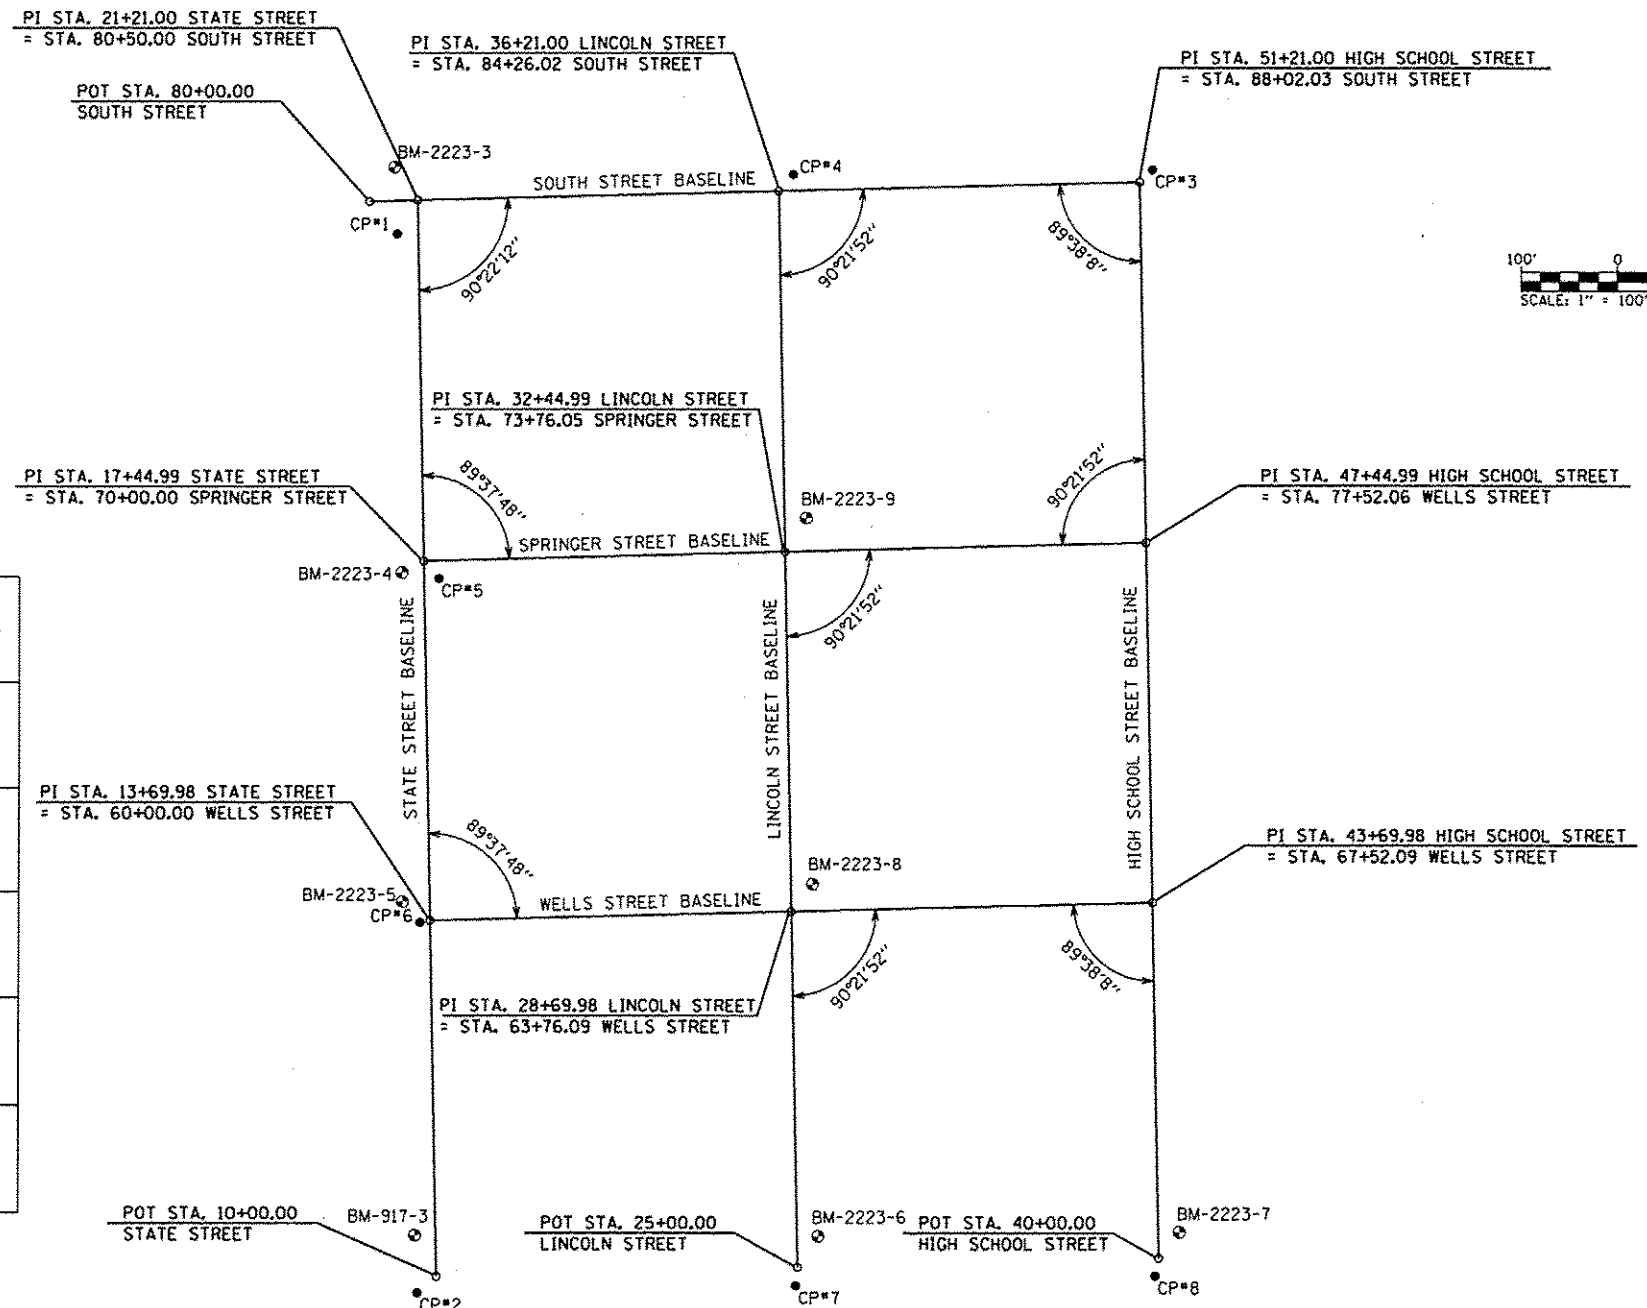 PI STA. 21+21.00 STATE STREET
= STA. 80+50.00 SOUTH STREET
PI STA. 36+21.00 LINCOLN STREET
= STA. 84+26.02 SOUTH STREET
PI STA. 51+21.00 HIGH SCHOOL STREET
= STA. 88+02.03 SOUTH STREET
POT STA. 80+00.00
SOUTH STREET
BM-2223-3
SOUTH STREET BASELINE
CP#4
CP#3
CP#1
90°22'12"
90°21'52"
89°38'8"
100'
0
SCALE: 1" = 100'
PI STA. 32+44.99 LINCOLN STREET
= STA. 73+76.05 SPRINGER STREET
PI STA. 17+44.99 STATE STREET
= STA. 70+00.00 SPRINGER STREET
89°37'48"
BM-2223-9
90°21'52"
PI STA. 47+44.99 HIGH SCHOOL STREET
= STA. 77+52.06 WELLS STREET
SPRINGER STREET BASELINE
BM-2223-4
CP#5
90°21'52"
STATE STREET BASELINE
LINCOLN STREET BASELINE
HIGH SCHOOL STREET BASELINE
PI STA. 13+69.98 STATE STREET
= STA. 60+00.00 WELLS STREET
89°37'48"
PI STA. 43+69.98 HIGH SCHOOL STREET
= STA. 67+52.09 WELLS STREET
BM-2223-8
BM-2223-5
CP#6
WELLS STREET BASELINE
90°21'52"
89°38'8"
PI STA. 28+69.98 LINCOLN STREET
= STA. 63+76.09 WELLS STREET
POT STA. 10+00.00
STATE STREET
BM-917-3
POT STA. 25+00.00
LINCOLN STREET
BM-2223-6
POT STA. 40+00.00
HIGH SCHOOL STREET
BM-2223-7
CP#2
CP#7
CP#8